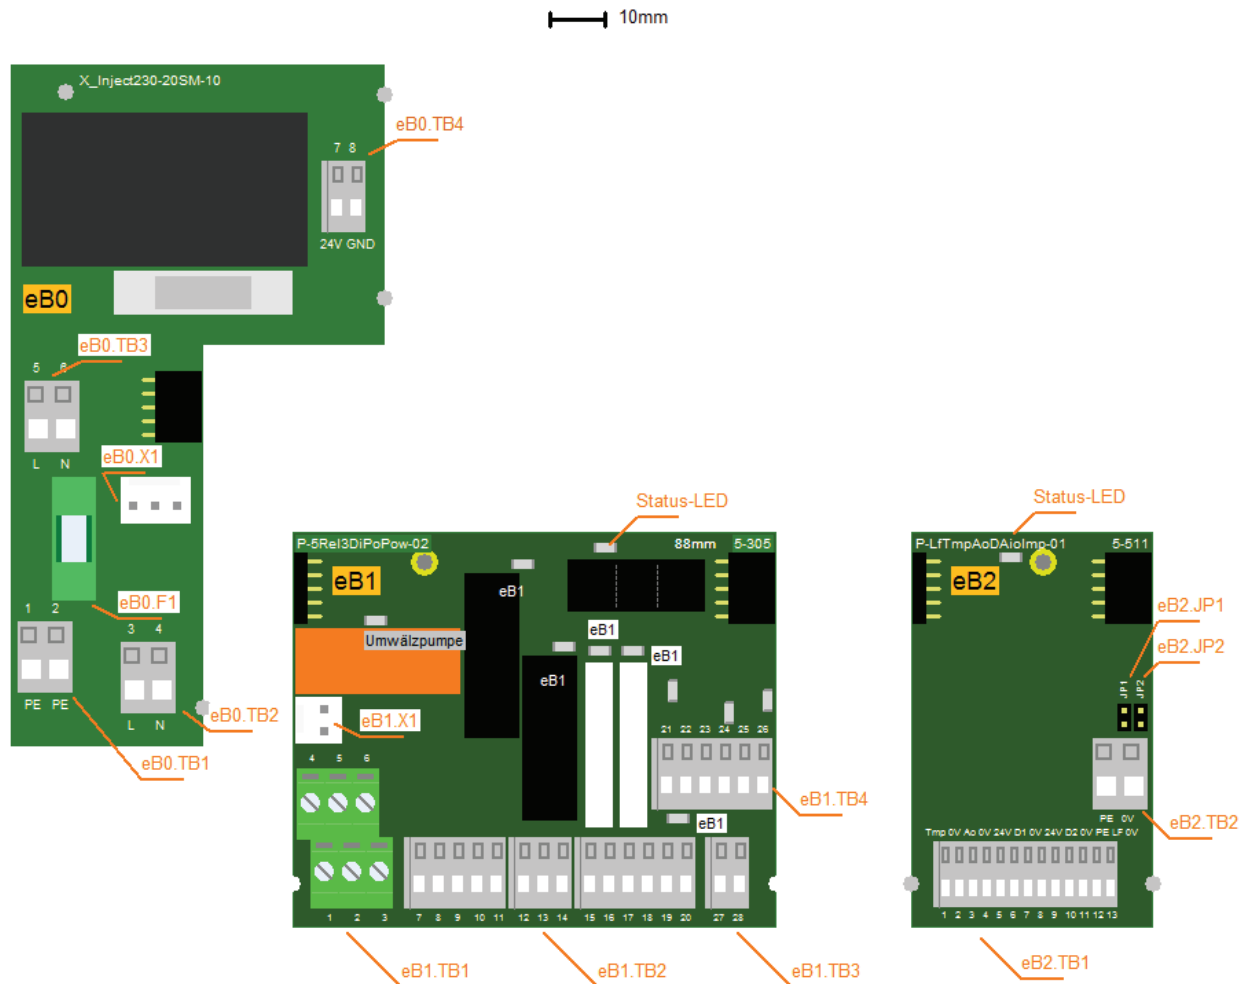 10mm
X_Inject230-20SM-10
eB0.TB4
7 8
24V GND
eB0
eB0.TB3
5 6
L N
eB0.X1
eB0.F1
1 2
3 4
PE PE
L N
eB0.TB2
eB0.TB1
Status-LED
P-5Rel3DiPoPow-02
88mm
5-305
eB1
eB1
Umwälzpumpe
eB1
eB1
eB1
eB1.X1
4 5 6
21 22 23 24 25 26
eB1.TB4
eB1
1 2 3 7 8 9 10 11 12 13 14 15 16 17 18 19 20 27 28
eB1.TB1
eB1.TB2
eB1.TB3
Status-LED
P-LfTmpAoDAioImp-01
5-511
eB2
eB2.JP1
eB2.JP2
JP1
JP2
PE 0V
eB2.TB2
Tmp 0V Ao 0V 24V D1 0V 24V D2 0V PE LF 0V
1 2 3 4 5 6 7 8 9 10 11 12 13
eB2.TB1